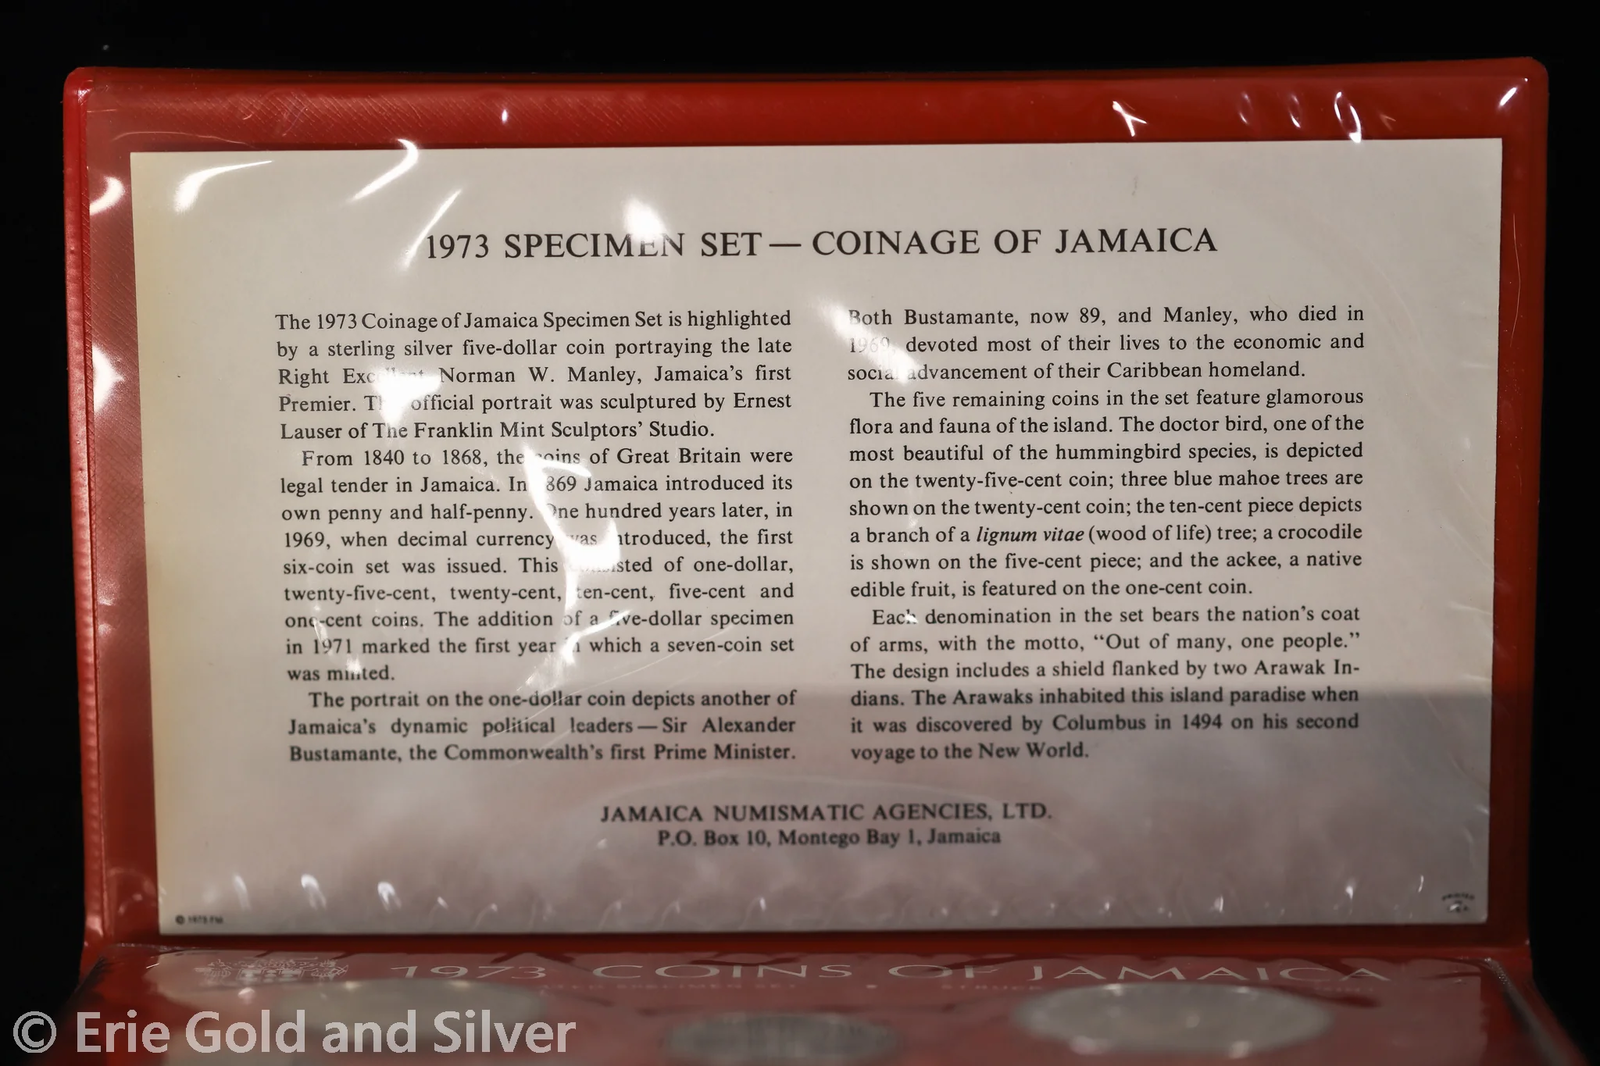 1973 SPECIMEN SET — COINAGE OF JAMAICA
The 1973 Coinage of Jamaica Specimen Set is highlighted
by a sterling silver five-dollar coin portraying the late
Right Norman W. Manley, Jamaica's first
Premier. official portrait was sculptured by Ernest
Lauser of The Franklin Mint Sculptors' Studio.
From 1840 to 1868, the coins of Great Britain were
legal tender in Jamaica. In 1869 Jamaica introduced its
own penny and half-penny. One hundred years later, in
1969, when decimal currency was introduced, the first
six-coin set was issued. This of one-dollar,
twenty-five-cent, twenty-cent, ten-cent, five-cent and
one-cent coins. The addition of a five-dollar specimen
in 1971 marked the first year which a seven-coin set
was minted.
The portrait on the one-dollar coin depicts another of
Jamaica's dynamic political leaders — Sir Alexander
Bustamante, the Commonwealth's first Prime Minister.
Both Bustamante, now 89, and Manley, who died in
1969, devoted most of their lives to the economic and
social advancement of their Caribbean homeland.
The five remaining coins in the set feature glamorous
flora and fauna of the island. The doctor bird, one of the
most beautiful of the hummingbird species, is depicted
on the twenty-five-cent coin; three blue mahoe trees are
shown on the twenty-cent coin; the ten-cent piece depicts
a branch of a lignum vitae (wood of life) tree; a crocodile
is shown on the five-cent piece; and the ackee, a native
edible fruit, is featured on the one-cent coin.
Each denomination in the set bears the nation's coat
of arms, with the motto, "Out of many, one people."
The design includes a shield flanked by two Arawak In-
dians. The Arawaks inhabited this island paradise when
it was discovered by Columbus in 1494 on his second
voyage to the New World.
JAMAICA NUMISMATIC AGENCIES, LTD.
P.O. Box 10, Montego Bay 1, Jamaica
© 1973 FM
1973 COINS OF JAMAICA
SPECIMEN SET
© Erie Gold and Silver